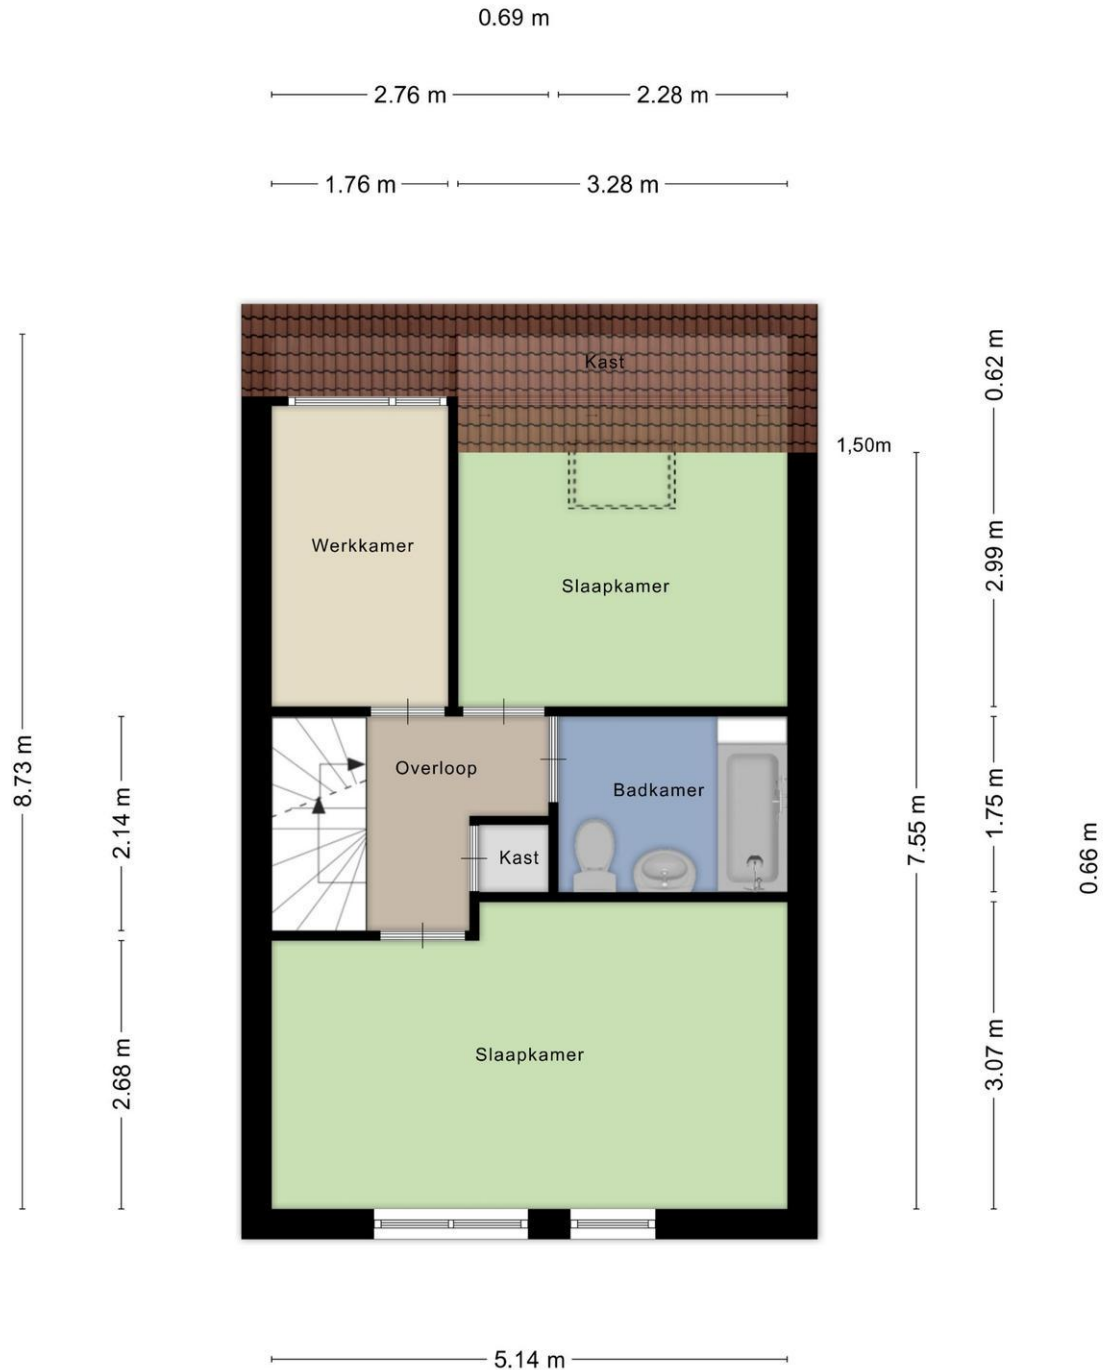 0.69 m
2.76 m
2.28 m
1.76 m
3.28 m
Kast
0.62 m
1,50m
Werkkamer
2.99 m
Slaapkamer
8.73 m
2.14 m
Overloop
Badkamer
1.75 m
7.55 m
0.66 m
Kast
2.68 m
Slaapkamer
3.07 m
5.14 m